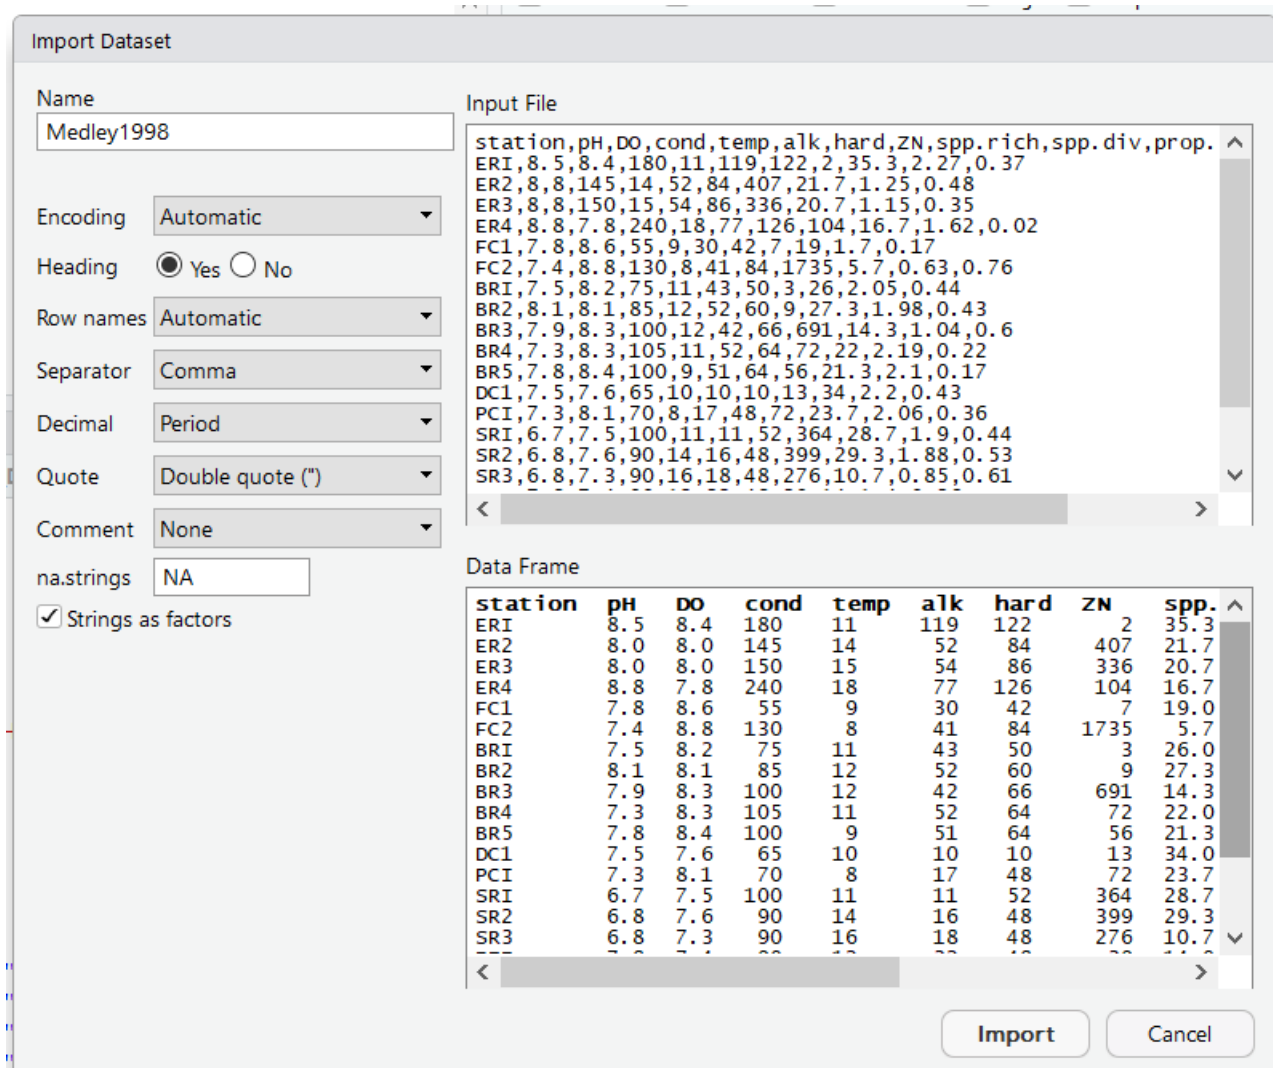 Import Dataset
Name
Medley1998
Encoding Automatic
Heading Yes No
Row names Automatic
Separator Comma
Decimal Period
Quote Double quote (")
Comment None
na.strings NA
Strings as factors
Input File
station,pH,DO,cond,temp,alk,hard,ZN,spp.rich,spp.div,prop.
ERI,8.5,8.4,180,11,119,122,2,35.3,2.27,0.37
ER2,8,8,145,14,52,84,407,21.7,1.25,0.48
ER3,8,8,150,15,54,86,336,20.7,1.15,0.35
ER4,8.8,7.8,240,18,77,126,104,16.7,1.62,0.02
FC1,7.8,8.6,55,9,30,42,7,19,1.7,0.17
FC2,7.4,8.8,130,8,41,84,1735,5.7,0.63,0.76
BRI,7.5,8.2,75,11,43,50,3,26,2.05,0.44
BR2,8.1,8.1,85,12,52,60,9,27.3,1.98,0.43
BR3,7.9,8.3,100,12,42,66,691,14.3,1.04,0.6
BR4,7.3,8.3,105,11,52,64,72,22,2.19,0.22
BR5,7.8,8.4,100,9,51,64,56,21.3,2.1,0.17
DC1,7.5,7.6,65,10,10,10,13,34,2.2,0.43
PCI,7.3,8.1,70,8,17,48,72,23.7,2.06,0.36
SRI,6.7,7.5,100,11,11,52,364,28.7,1.9,0.44
SR2,6.8,7.6,90,14,16,48,399,29.3,1.88,0.53
SR3,6.8,7.3,90,16,18,48,276,10.7,0.85,0.61
Data Frame
station pH DO cond temp alk hard ZN spp.
ERI 8.5 8.4 180 11 119 122 2 35.3
ER2 8.0 8.0 145 14 52 84 407 21.7
ER3 8.0 8.0 150 15 54 86 336 20.7
ER4 8.8 7.8 240 18 77 126 104 16.7
FC1 7.8 8.6 55 9 30 42 7 19.0
FC2 7.4 8.8 130 8 41 84 1735 5.7
BRI 7.5 8.2 75 11 43 50 3 26.0
BR2 8.1 8.1 85 12 52 60 9 27.3
BR3 7.9 8.3 100 12 42 66 691 14.3
BR4 7.3 8.3 105 11 52 64 72 22.0
BR5 7.8 8.4 100 9 51 64 56 21.3
DC1 7.5 7.6 65 10 10 10 13 34.0
PCI 7.3 8.1 70 8 17 48 72 23.7
SRI 6.7 7.5 100 11 11 52 364 28.7
SR2 6.8 7.6 90 14 16 48 399 29.3
SR3 6.8 7.3 90 16 18 48 276 10.7
Import Cancel